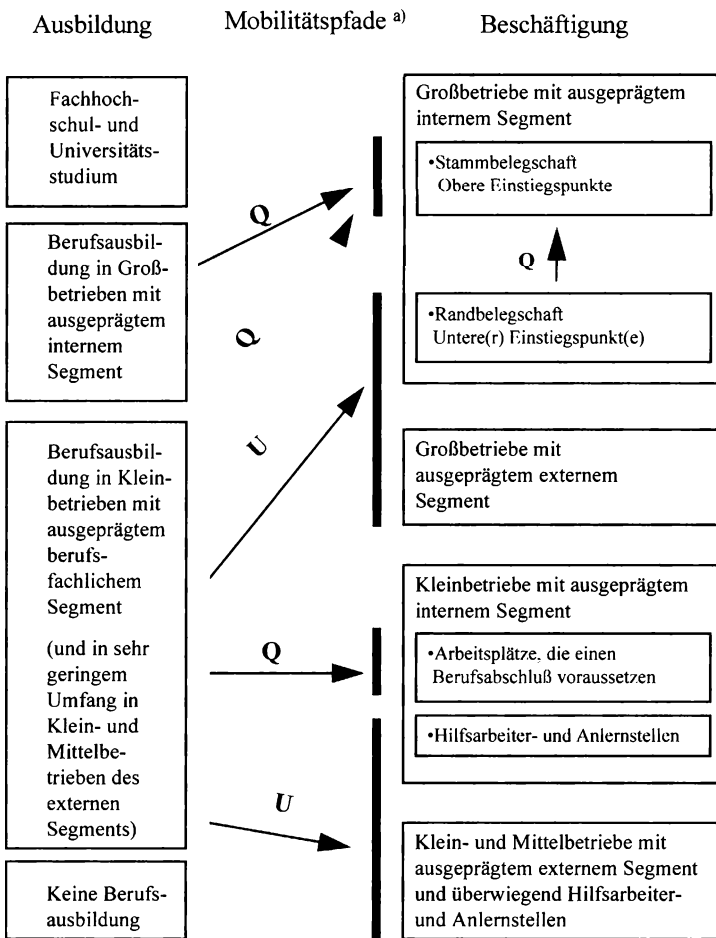 Ausbildung
Mobilitätspfade a)
Beschäftigung
Fachhoch-
schul- und
Universitäts-
studium
Berufsausbil-
dung in Groß-
betrieben mit
ausgeprägtem
internem
Segment
Berufsausbil-
dung in Klein-
betrieben mit
ausgeprägtem
berufs-
fachlichem
Segment
(und in sehr
geringem
Umfang in
Klein- und
Mittelbe-
trieben des
externen
Segments)
Keine Berufs-
ausbildung
Q
Q
U
Q
U
Großbetriebe mit ausgeprägtem
internem Segment
•Stammbelegschaft
Obere Einstiegspunkte
Q
•Randbelegschaft
Untere(r) Einstiegspunkt(e)
Großbetriebe mit
ausgeprägtem externem
Segment
Kleinbetriebe mit ausgeprägtem
internem Segment
•Arbeitsplätze, die einen
Berufsabschluß voraussetzen
•Hilfsarbeiter- und Anlernstellen
Klein- und Mittelbetriebe mit
ausgeprägtem externem Segment
und überwiegend Hilfsarbeiter-
und Anlernstellen